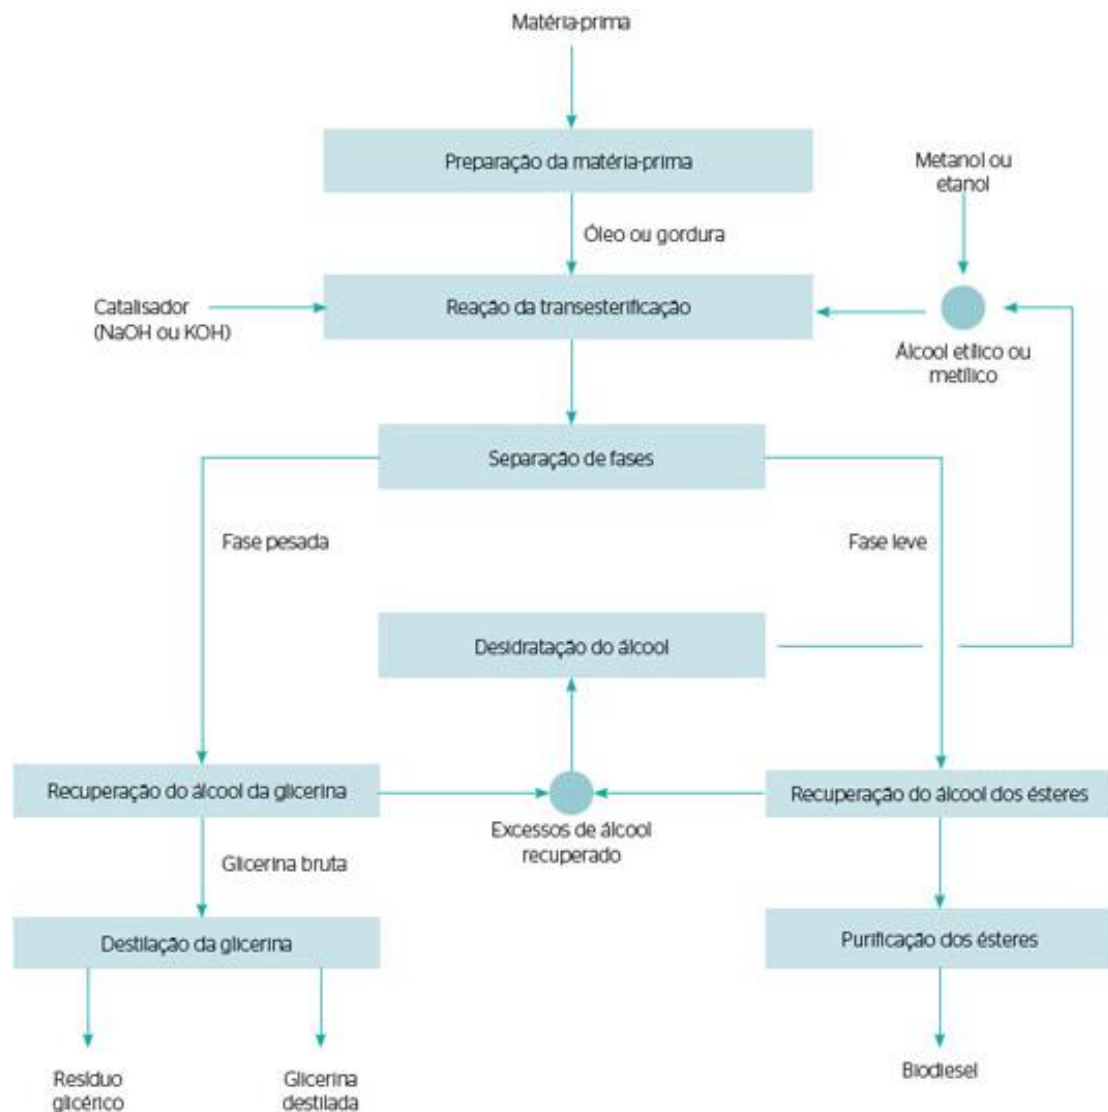 Matéria-prima
Preparação da matéria-prima
Metanol ou
etanol
Óleo ou gordura
Catalisador
(NaOH ou KOH)
Reação da transesterificação
Álcool etílico ou
metílico
Separação de fases
Fase pesada
Fase leve
Desidratação do álcool
Recuperação do álcool da glicerina
Excessos de álcool
recuperado
Recuperação do álcool dos ésteres
Glicerina bruta
Destilação da glicerina
Purificação dos ésteres
Resíduo
glicérico
Glicerina
destilada
Biodiesel